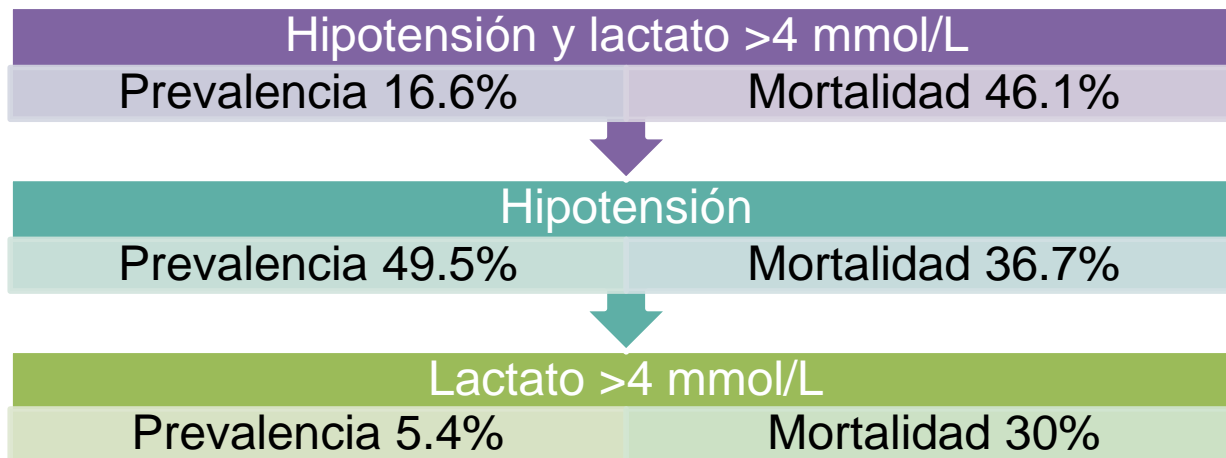 Hipotensión y lactato >4 mmol/L
Prevalencia 16.6% Mortalidad 46.1%
Hipotensión
Prevalencia 49.5% Mortalidad 36.7%
Lactato >4 mmol/L
Prevalencia 5.4% Mortalidad 30%